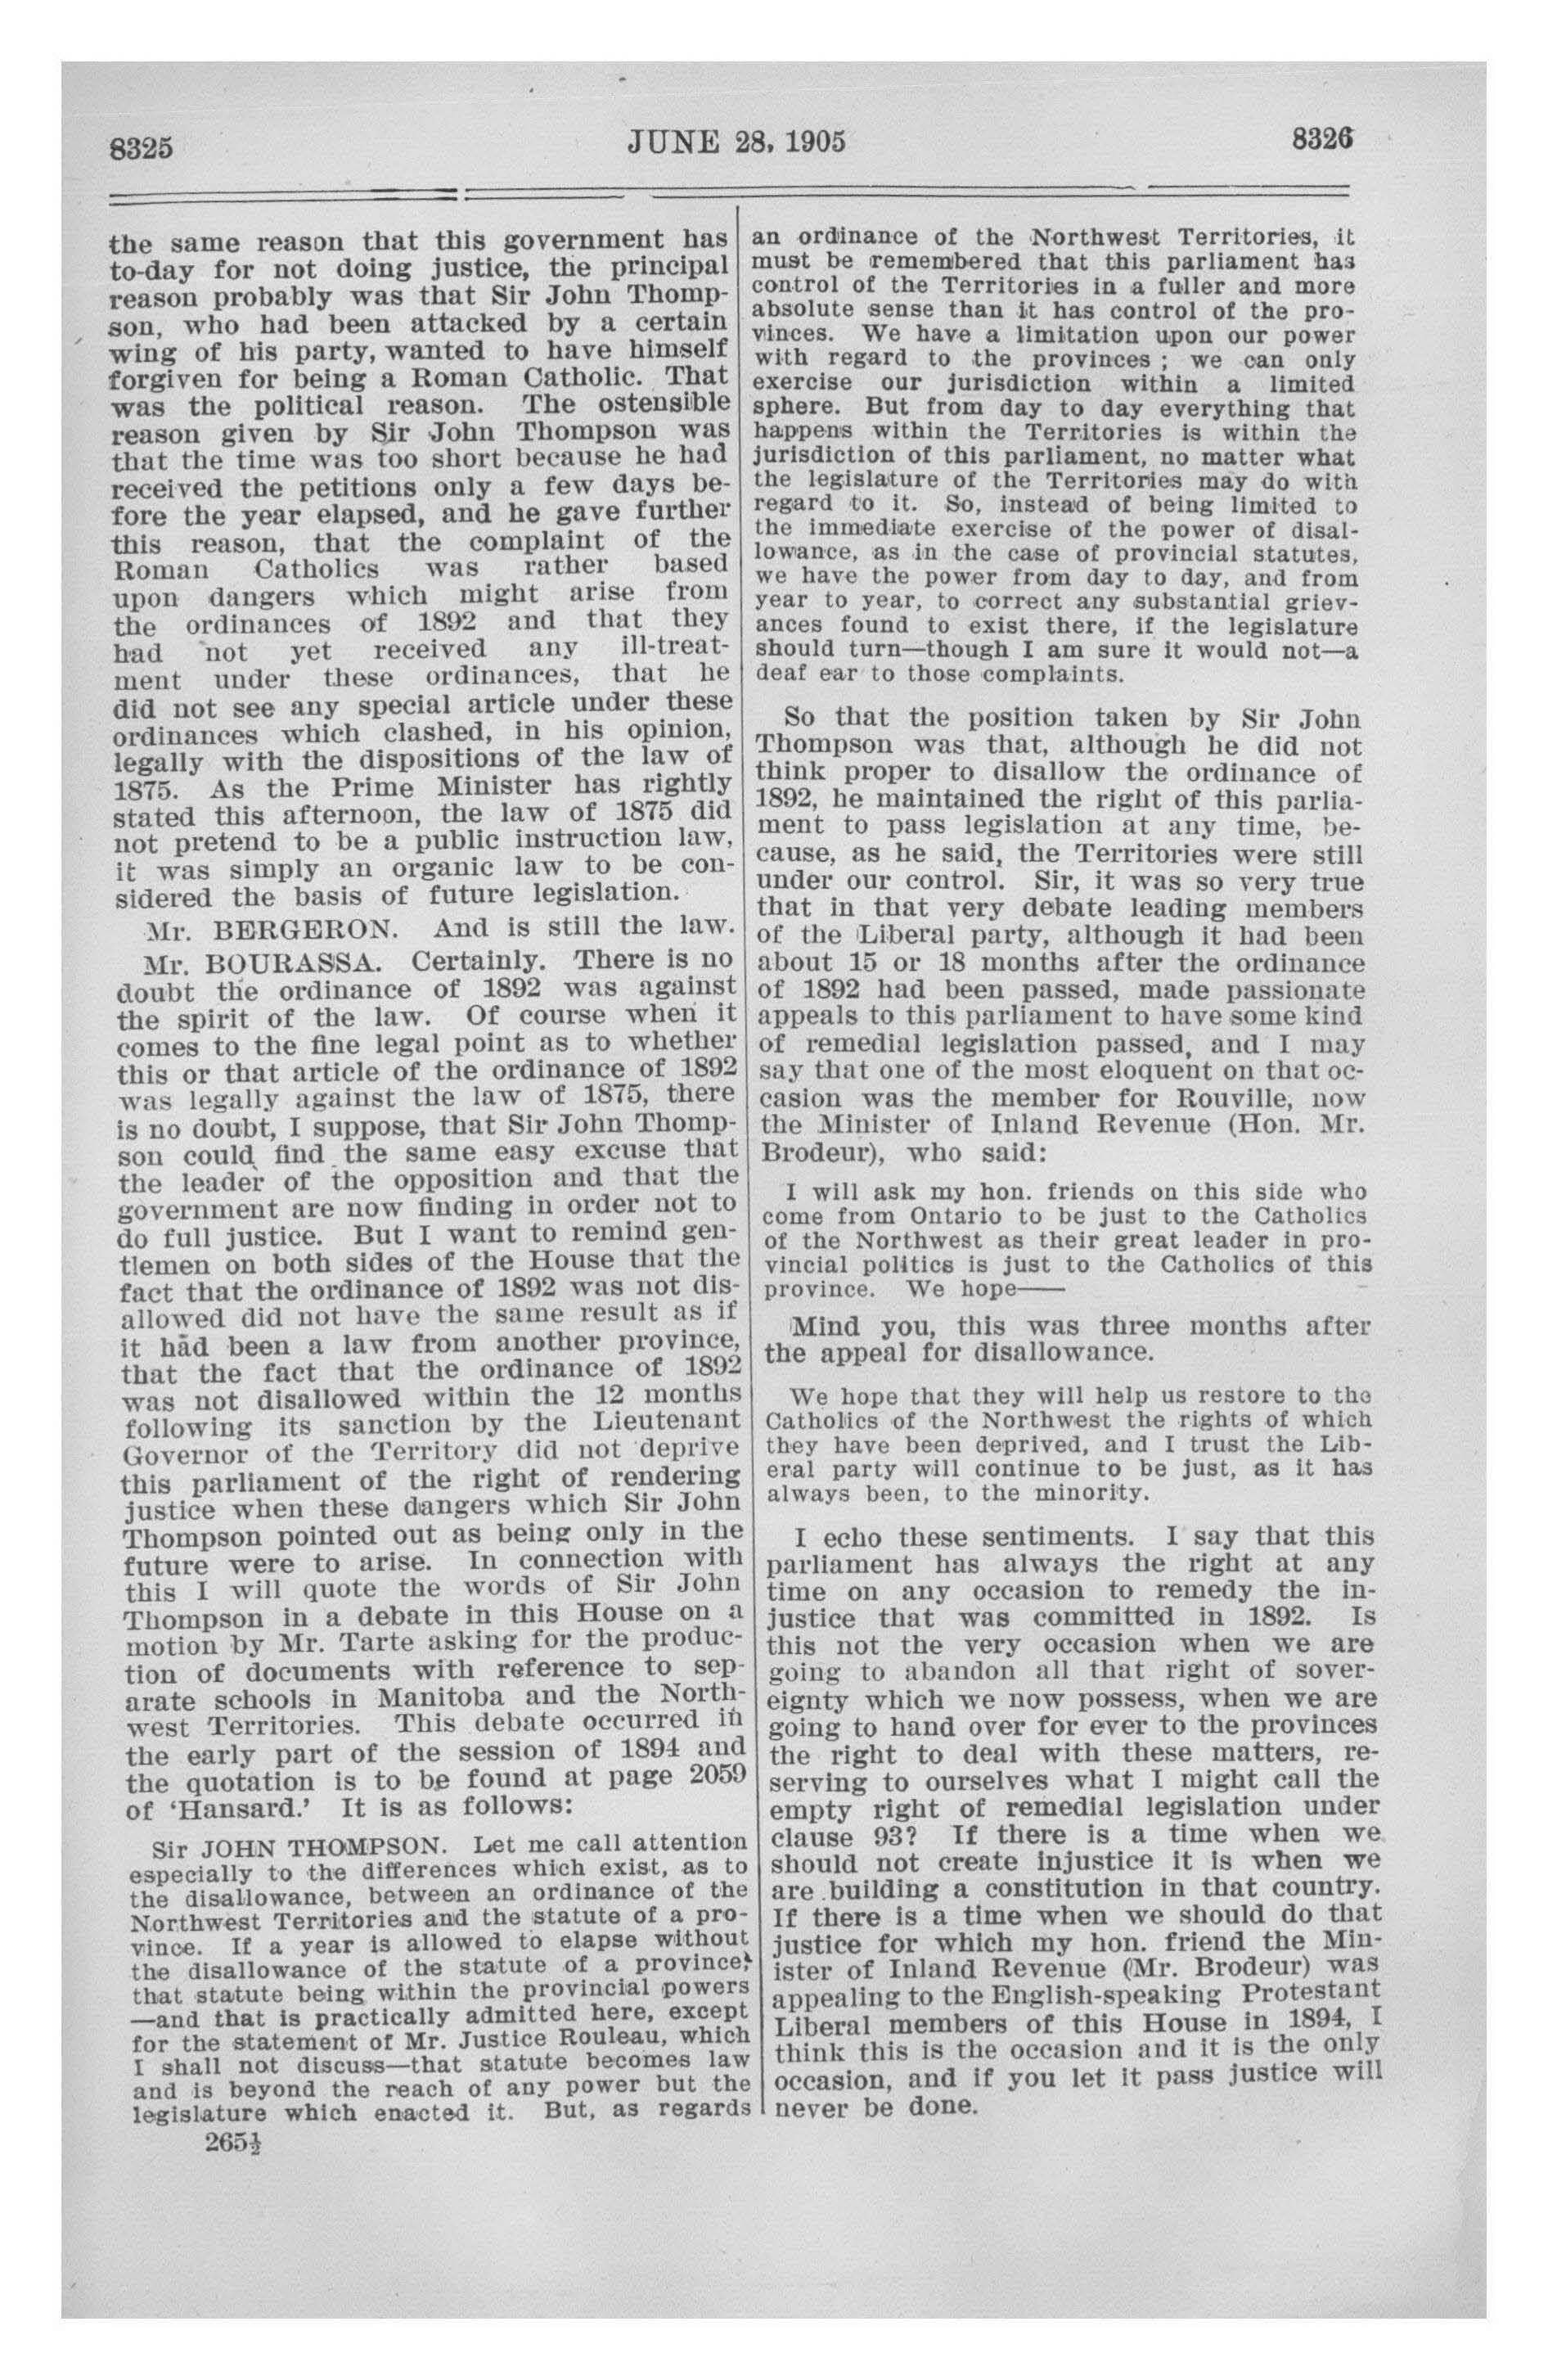 8325
JUNE 28, 1905
8326
the same reason that this government has
to-day for not doing justice, the principal
reason probably was that Sir John Thomp-
son, who had been attacked by a certain
wing of his party, wanted to have himself
forgiven for being a Roman Catholic. That
was the political reason. The ostensible
reason given by Sir John Thompson was
that the time was too short because he had
received the petitions only a few days be-
fore the year elapsed, and he gave further
this reason, that the complaint of the
Roman Catholics was rather based
upon dangers which might arise from
the ordinances of 1892 and that they
had not yet received any ill-treat-
ment under these ordinances, that he
did not see any special article under these
ordinances which clashed, in his opinion,
legally with the dispositions of the law of
1875. As the Prime Minister has rightly
stated this afternoon, the law of 1875 did
not pretend to be a public instruction law,
it was simply an organic law to be con-
sidered the basis of future legislation.
Mr. BERGERON. And is still the law.
Mr. BOURASSA. Certainly. There is no
doubt the ordinance of 1892 was against
the spirit of the law. Of course when it
comes to the fine legal point as to whether
this or that article of the ordinance of 1892
was legally against the law of 1875, there
is no doubt, I suppose, that Sir John Thomp-
son could find the same easy excuse that
the leader of the opposition and that the
government are now finding in order not to
do full justice. But I want to remind gen-
tlemen on both sides of the House that the
fact that the ordinance of 1892 was not dis-
allowed did not have the same result as if
it had been a law from another province,
that the fact that the ordinance of 1892
was not disallowed within the 12 months
following its sanction by the Lieutenant
Governor of the Territory did not deprive
this parliament of the right of rendering
justice when these dangers which Sir John
Thompson pointed out as being only in the
future were to arise. In connection with
this I will quote the words of Sir John
Thompson in a debate in this House on a
motion by Mr. Tarte asking for the produc-
tion of documents with reference to sep-
arate schools in Manitoba and the North-
west Territories. This debate occurred in
the early part of the session of 1894 and
the quotation is to be found at page 2059
of 'Hansard.' It is as follows:
Sir JOHN THOMPSON. Let me call attention
especially to the differences which exist, as to
the disallowance, between an ordinance of the
Northwest Territories and the statute of a pro-
vince. If a year is allowed to elapse without
the disallowance of the statute of a province,
that statute being within the provincial powers
—and that is practically admitted here, except
for the statement of Mr. Justice Rouleau, which
I shall not discuss—that statute becomes law
and is beyond the reach of any power but the
legislature which enacted it. But, as regards
265½
an ordinance of the Northwest Territories, it
must be remembered that this parliament has
control of the Territories in a fuller and more
absolute sense than it has control of the pro-
vinces. We have a limitation upon our power
with regard to the provinces ; we can only
exercise our jurisdiction within a limited
sphere. But from day to day everything that
happens within the Territories is within the
jurisdiction of this parliament, no matter what
the legislature of the Territories may do with
regard to it. So, instead of being limited to
the immediate exercise of the power of disal-
lowance, as in the case of provincial statutes,
we have the power from day to day, and from
year to year, to correct any substantial griev-
ances found to exist there, if the legislature
should turn—though I am sure it would not—a
deaf ear to those complaints.
So that the position taken by Sir John
Thompson was that, although he did not
think proper to disallow the ordinance of
1892, he maintained the right of this parlia-
ment to pass legislation at any time, be-
cause, as he said, the Territories were still
under our control. Sir, it was so very true
that in that very debate leading members
of the Liberal party, although it had been
about 15 or 18 months after the ordinance
of 1892 had been passed, made passionate
appeals to this parliament to have some kind
of remedial legislation passed, and I may
say that one of the most eloquent on that oc-
casion was the member for Rouville, now
the Minister of Inland Revenue (Hon. Mr.
Brodeur), who said:
I will ask my hon. friends on this side who
come from Ontario to be just to the Catholics
of the Northwest as their great leader in pro-
vincial politics is just to the Catholics of this
province. We hope——
Mind you, this was three months after
the appeal for disallowance.
We hope that they will help us restore to the
Catholics of the Northwest the rights of which
they have been deprived, and I trust the Lib-
eral party will continue to be just, as it has
always been, to the minority.
I echo these sentiments. I say that this
parliament has always the right at any
time on any occasion to remedy the in-
justice that was committed in 1892. Is
this not the very occasion when we are
going to abandon all that right of sover-
eignty which we now possess, when we are
going to hand over for ever to the provinces
the right to deal with these matters, re-
serving to ourselves what I might call the
empty right of remedial legislation under
clause 93? If there is a time when we
should not create injustice it is when we
are building a constitution in that country.
If there is a time when we should do that
justice for which my hon. friend the Min-
ister of Inland Revenue (Mr. Brodeur) was
appealing to the English-speaking Protestant
Liberal members of this House in 1894, I
think this is the occasion and it is the only
occasion, and if you let it pass justice will
never be done.